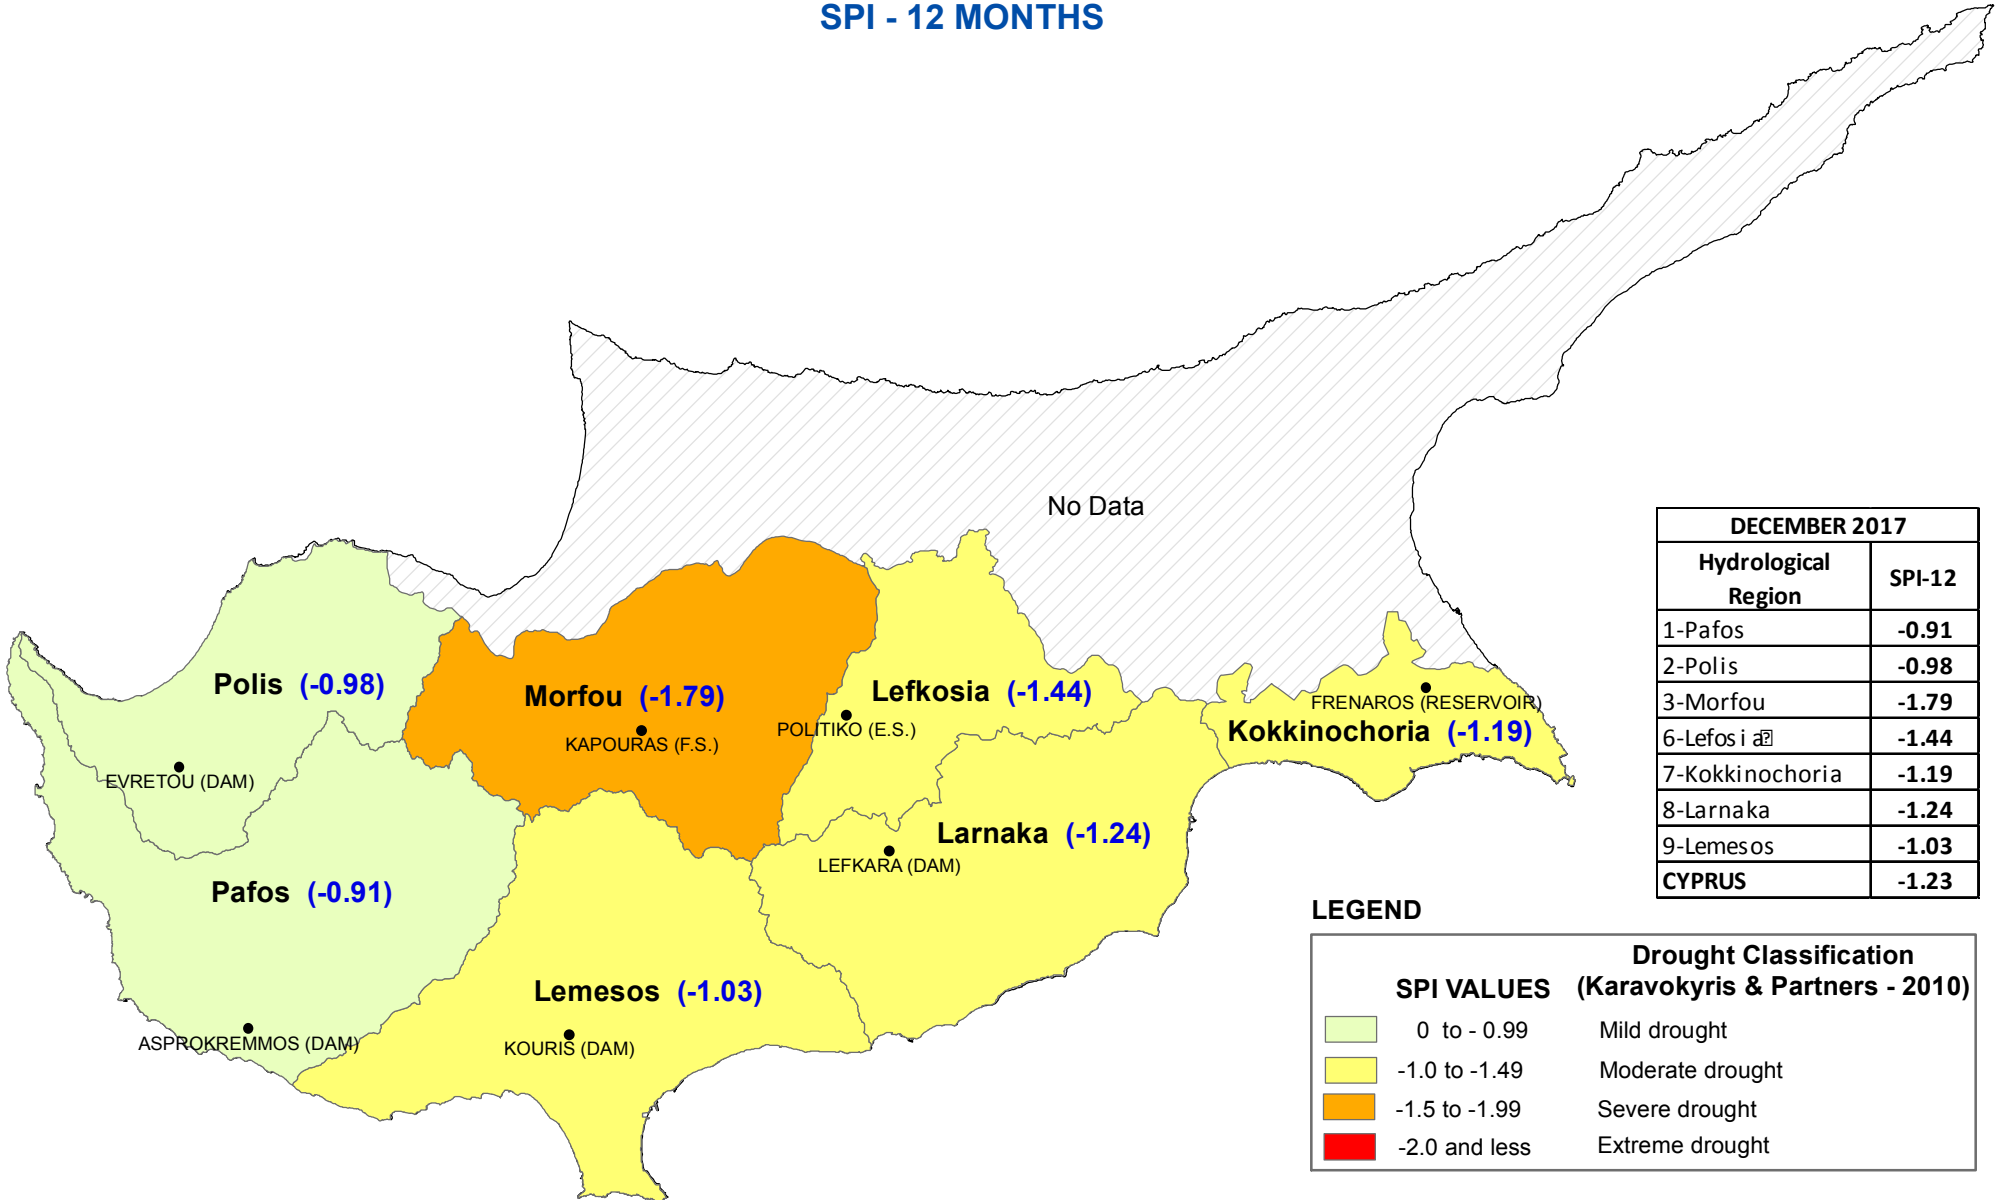 SPI - 12 MONTHS
No Data
Polis (-0.98)
EVRETOU (DAM)
Morfou (-1.79)
KAPOURAS (F.S.)
Lefkosia (-1.44)
POLITIKO (E.S.)
FRENAROS (RESERVOIR)
Kokkinochoria (-1.19)
Larnaka (-1.24)
LEFKARA (DAM)
Pafos (-0.91)
ASPROKREMMOS (DAM)
Lemesos (-1.03)
KOURIS (DAM)
DECEMBER 2017
Hydrological
Region
SPI-12
1-Pafos -0.91
2-Polis -0.98
3-Morfou -1.79
6-Lefosia -1.44
7-Kokkinochoria -1.19
8-Larnaka -1.24
9-Lemesos -1.03
CYPRUS -1.23
LEGEND
SPI VALUES
Drought Classification
(Karavokyris & Partners - 2010)
0 to - 0.99 Mild drought
-1.0 to -1.49 Moderate drought
-1.5 to -1.99 Severe drought
-2.0 and less Extreme drought